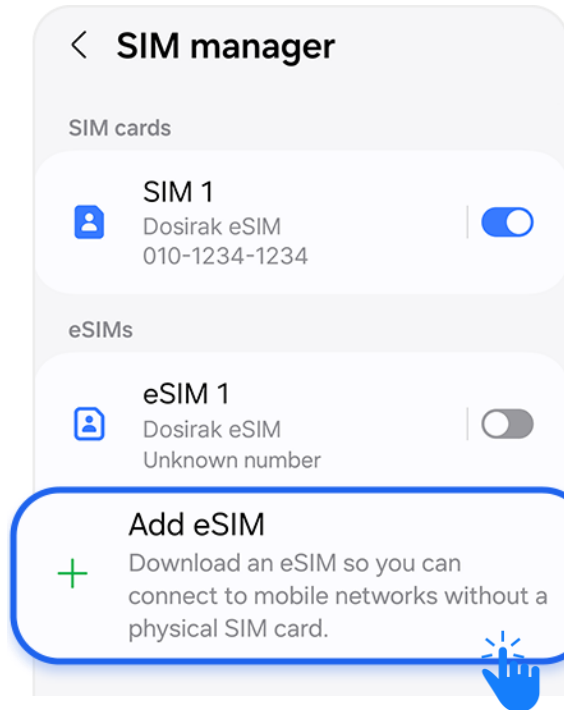 SIM manager
SIM cards
SIM 1
Dosirak eSIM
010-1234-1234
eSIMs
eSIM 1
Dosirak eSIM
Unknown number
Add eSIM
Download an eSIM so you can
connect to mobile networks without a
physical SIM card.